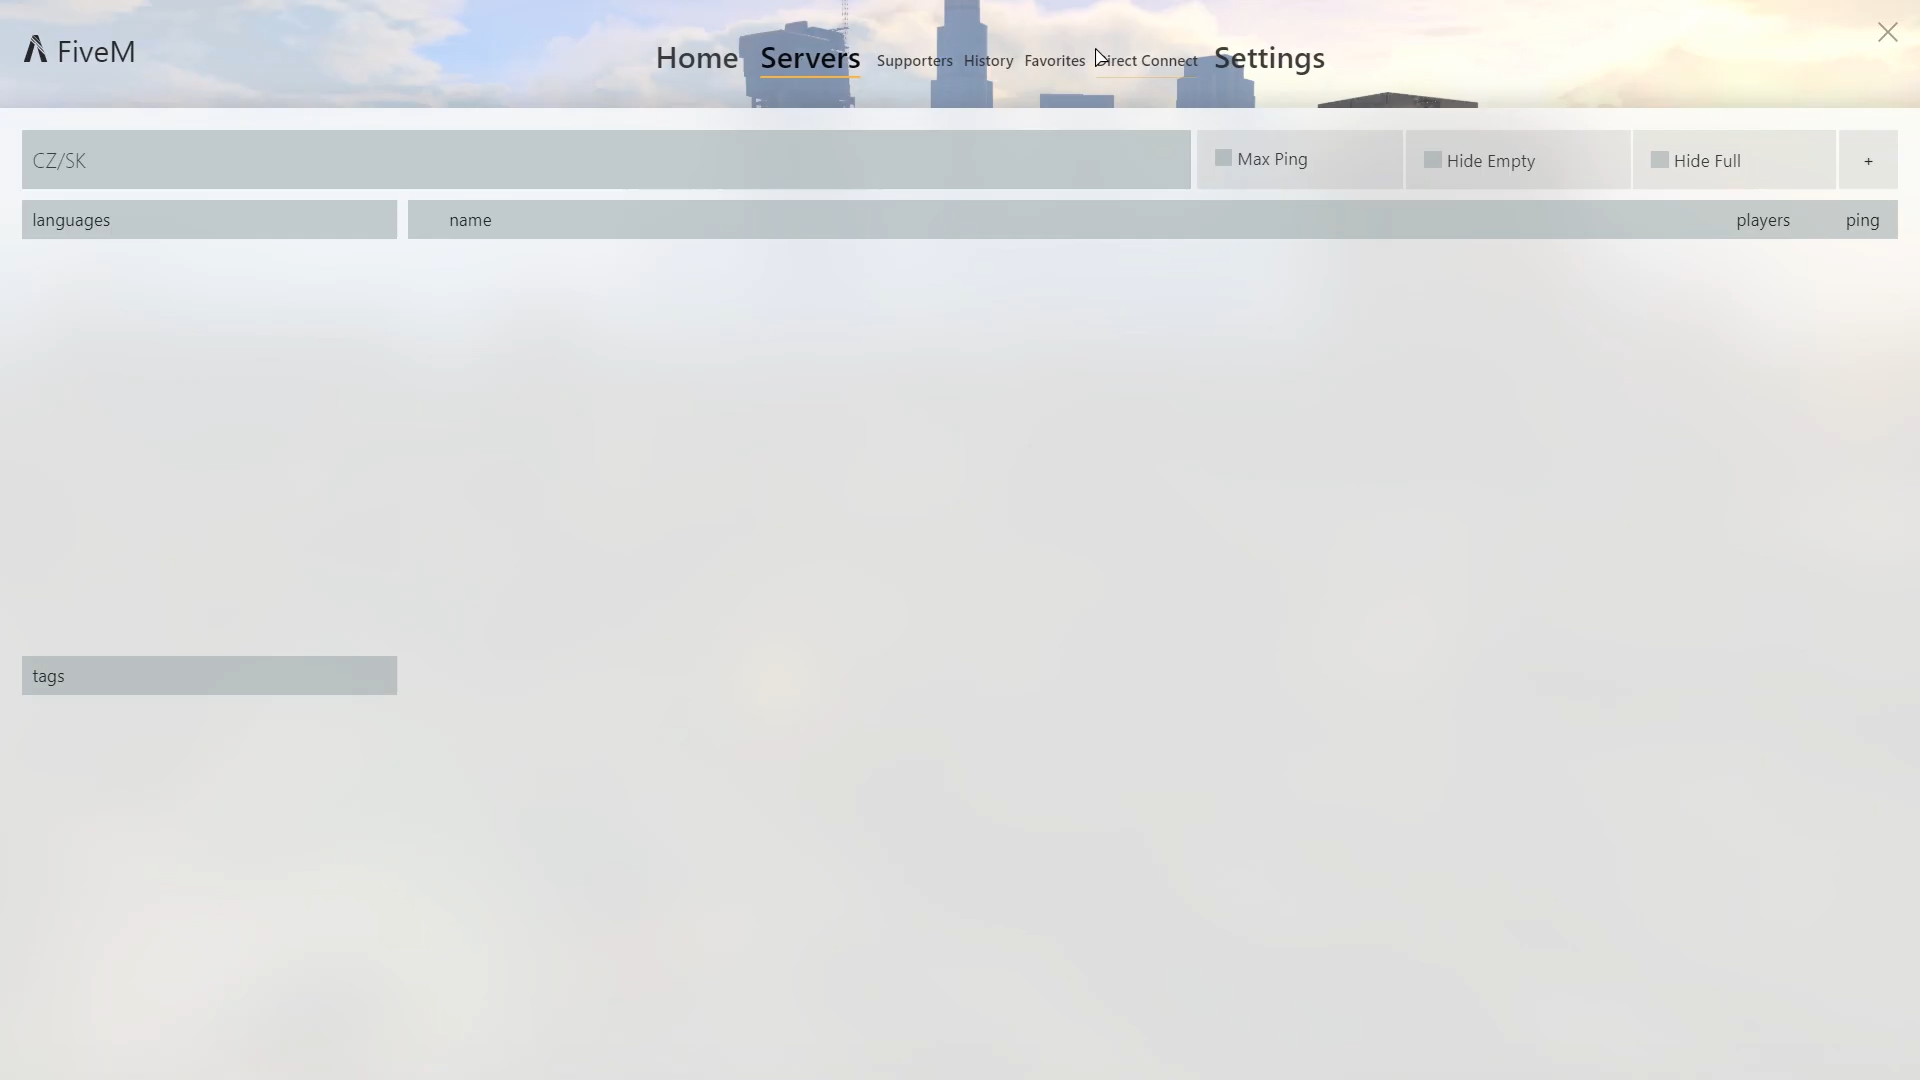 FiveM
Home Servers Supporters History Favorites Direct Connect Settings
CZ/SK
Max Ping
Hide Empty
Hide Full
+
languages
name players ping
tags